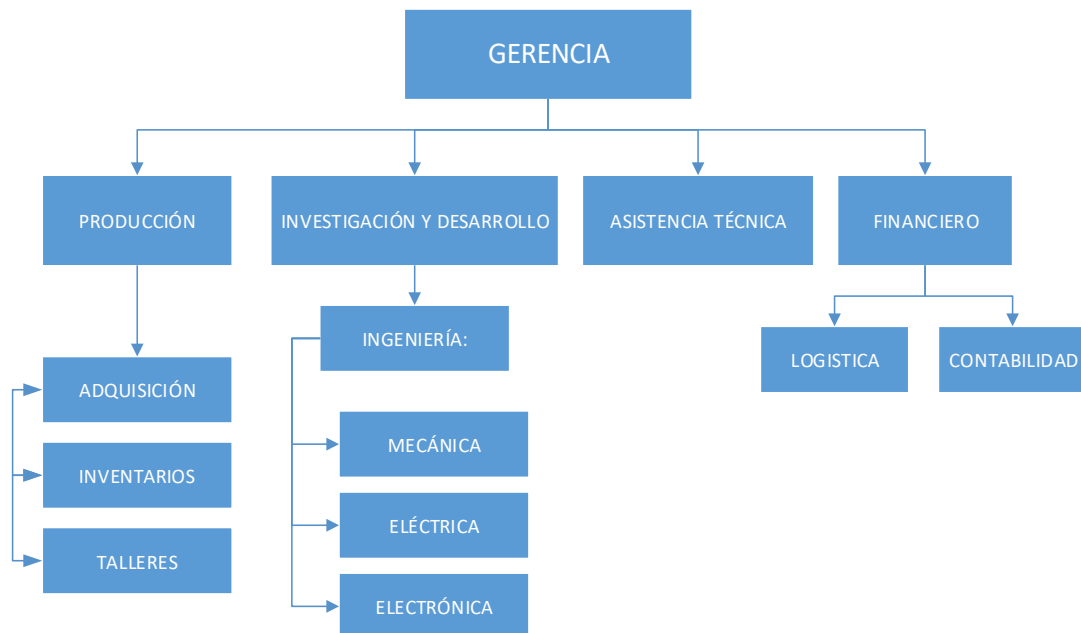 GERENCIA
PRODUCCIÓN
INVESTIGACIÓN Y DESARROLLO
ASISTENCIA TÉCNICA
FINANCIERO
INGENIERÍA:
LOGISTICA
CONTABILIDAD
ADQUISICIÓN
MECÁNICA
INVENTARIOS
ELÉCTRICA
TALLERES
ELECTRÓNICA